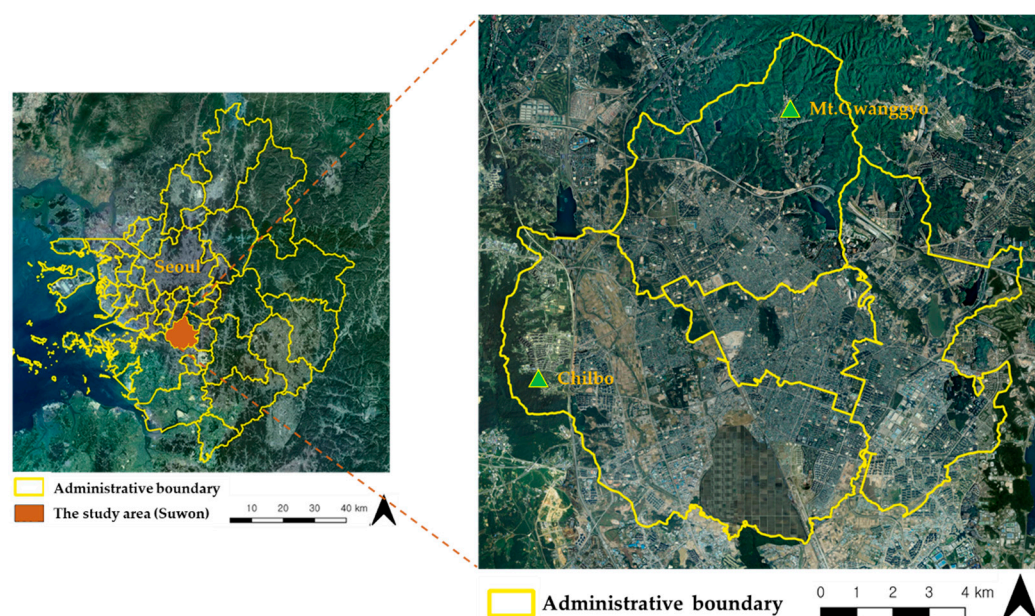 Seoul
Administrative boundary
The study area (Suwon)
10 20 30 40 km
Mt.Gwanggyo
Chilbo
Administrative boundary
0 1 2 3 4 km